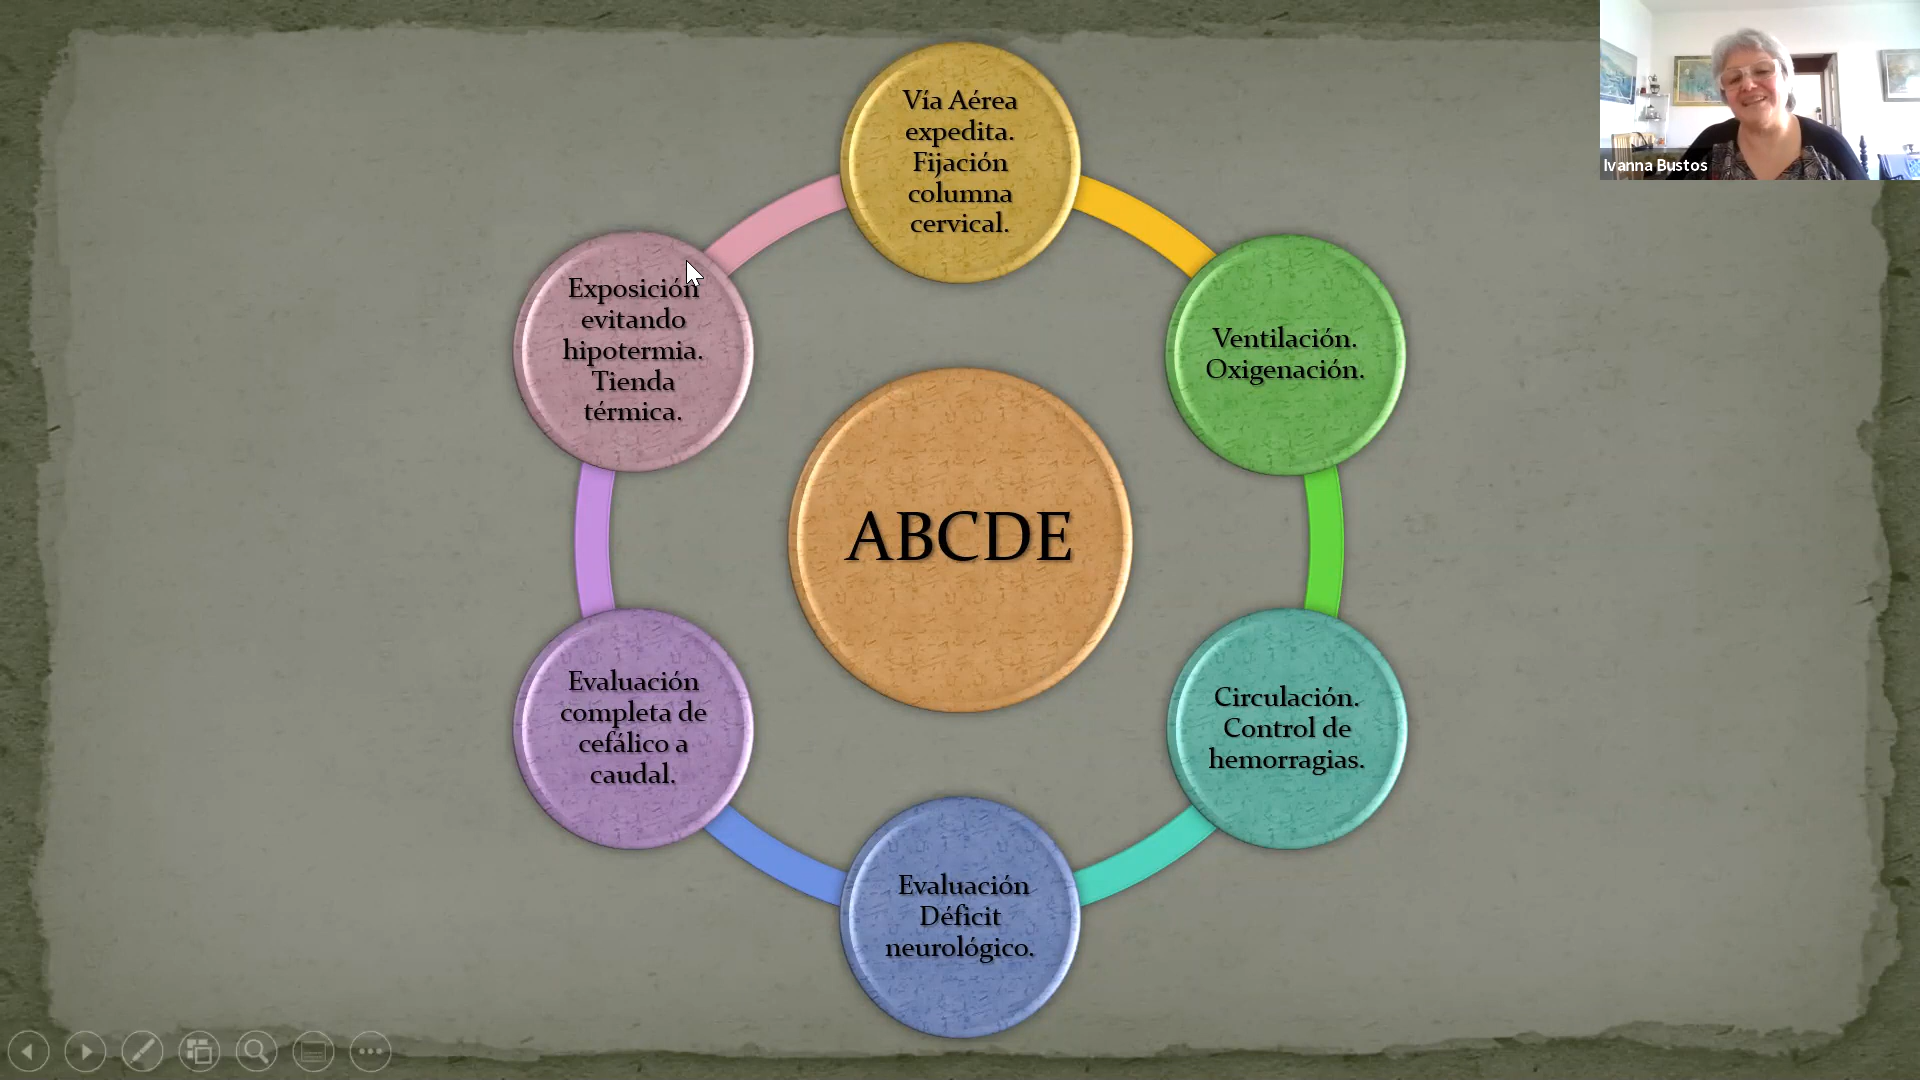 Vía Aérea
expedita.
Fijación
columna
cervical.
Ventilación.
Oxigenación.
Circulación.
Control de
hemorragias.
Evaluación
Déficit
neurológico.
Evaluación
completa de
cefálico a
caudal.
Exposición
evitando
hipotermia.
Tienda
térmica.
ABCDE
Ivanna Bustos